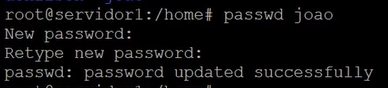 root@servidor1:/home# passwd joao
New password:
Retype new password:
passwd: password updated successfully